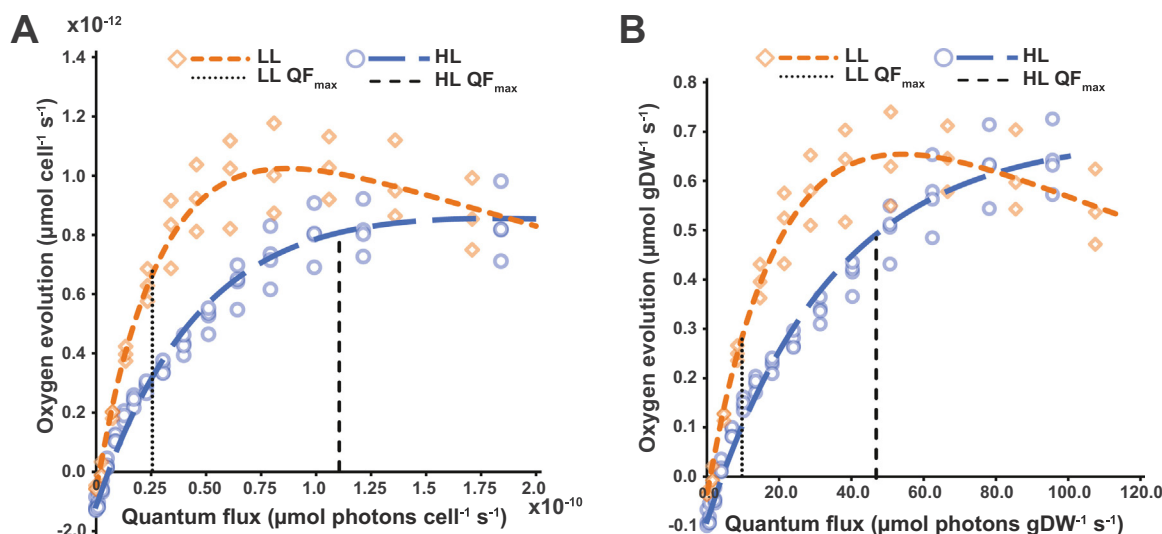 A
x10⁻¹²
LL
HL
LL QFmax
HL QFmax
1.4
1.2
1.0
0.8
0.6
0.4
0.2
0.0
-2.0
Oxygen evolution (µmol cell⁻¹ s⁻¹)
0 0.25 0.50 0.75 1.0 1.25 1.5 1.75 2.0
x10⁻¹⁰
Quantum flux (µmol photons cell⁻¹ s⁻¹)
B
LL
HL
LL QFmax
HL QFmax
0.8
0.7
0.6
0.5
0.4
0.3
0.2
0.1
0.0
-0.1
Oxygen evolution (µmol gDW⁻¹ s⁻¹)
0.0 20.0 40.0 60.0 80.0 100.0 120.0
Quantum flux (µmol photons gDW⁻¹ s⁻¹)